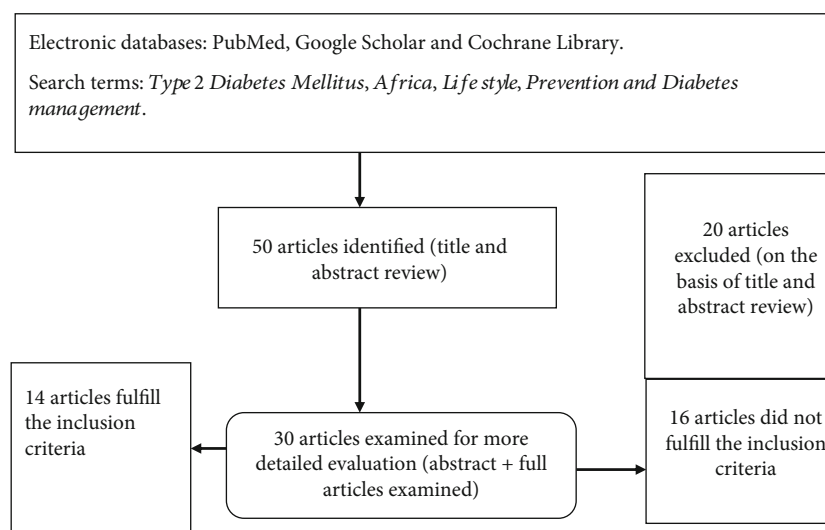 Electronic databases: PubMed, Google Scholar and Cochrane Library.
Search terms: Type 2 Diabetes Mellitus, Africa, Life style, Prevention and Diabetes
management.
50 articles identified (title and
abstract review)
20 articles
excluded (on the
basis of title and
abstract review)
14 articles fulfill
the inclusion
criteria
30 articles examined for more
detailed evaluation (abstract + full
articles examined)
16 articles did not
fulfill the inclusion
criteria